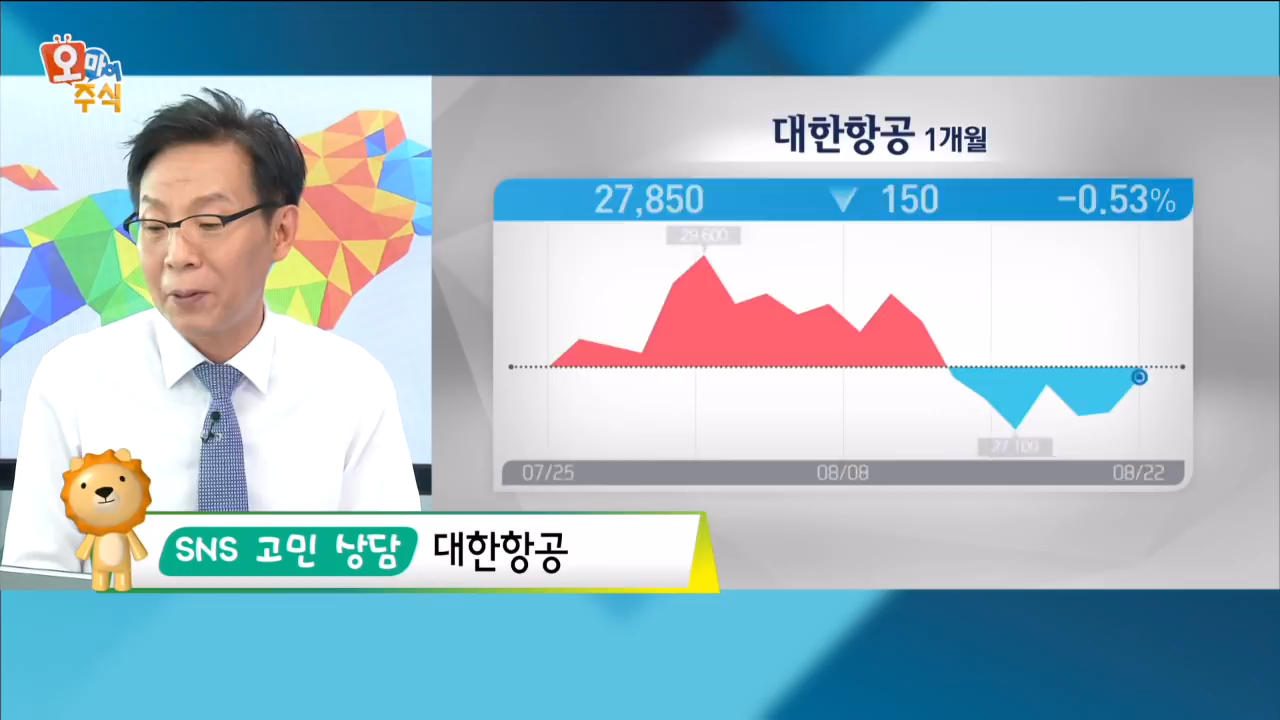 오마이
주식
대한항공 1개월
27,850 ▼ 150 -0.53%
29,600
27,100
07/25 08/08 08/22
SNS 고민 상담 대한항공